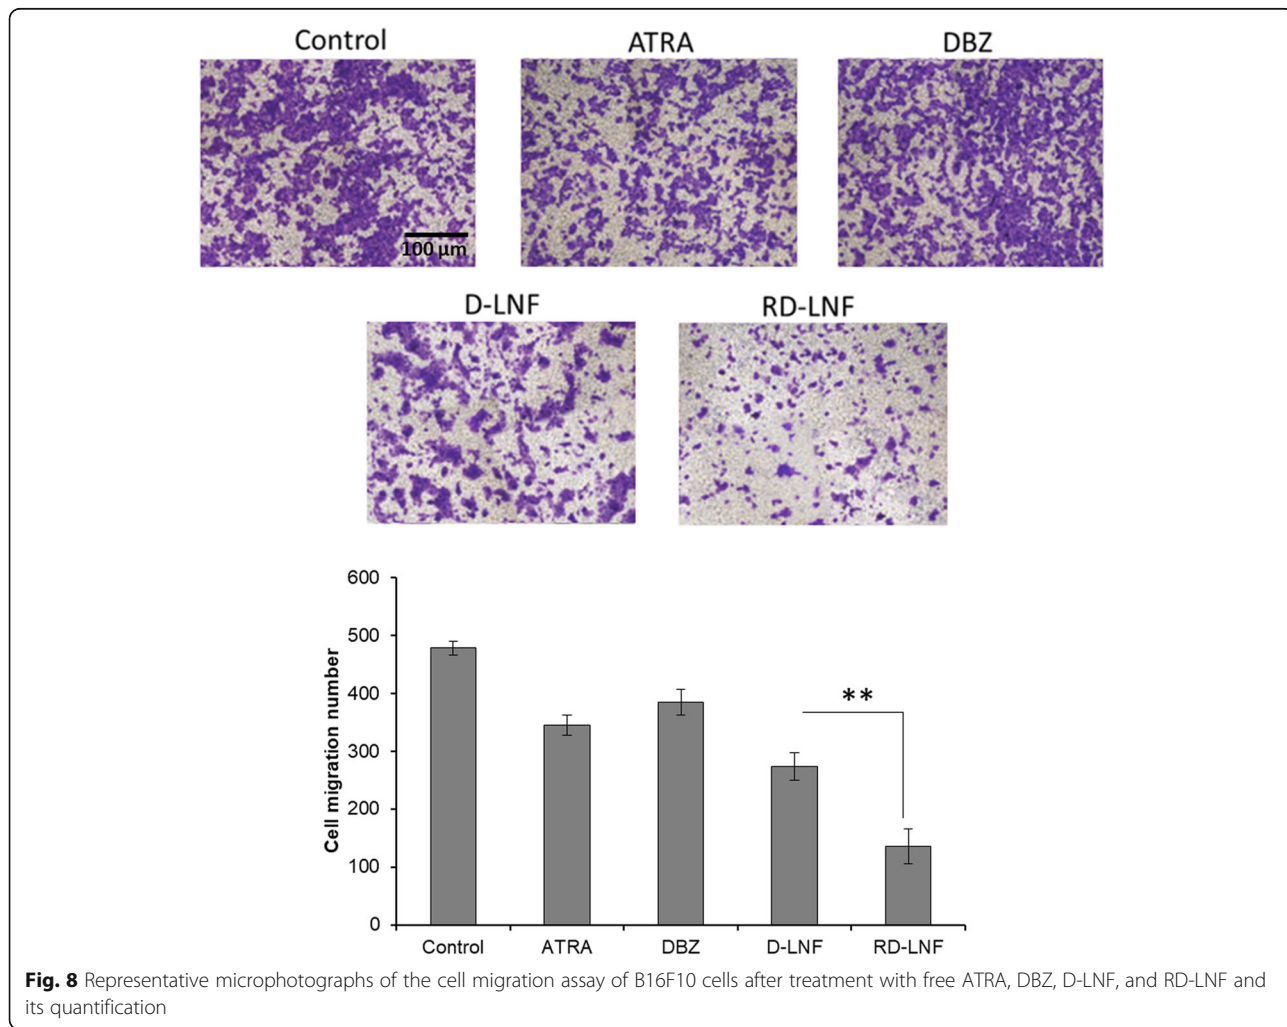 Control
ATRA
DBZ
100 μm
D-LNF
RD-LNF
600
500
400
300
200
100
0
Cell migration number
**
Control
ATRA
DBZ
D-LNF
RD-LNF
Fig. 8 Representative microphotographs of the cell migration assay of B16F10 cells after treatment with free ATRA, DBZ, D-LNF, and RD-LNF and
its quantification